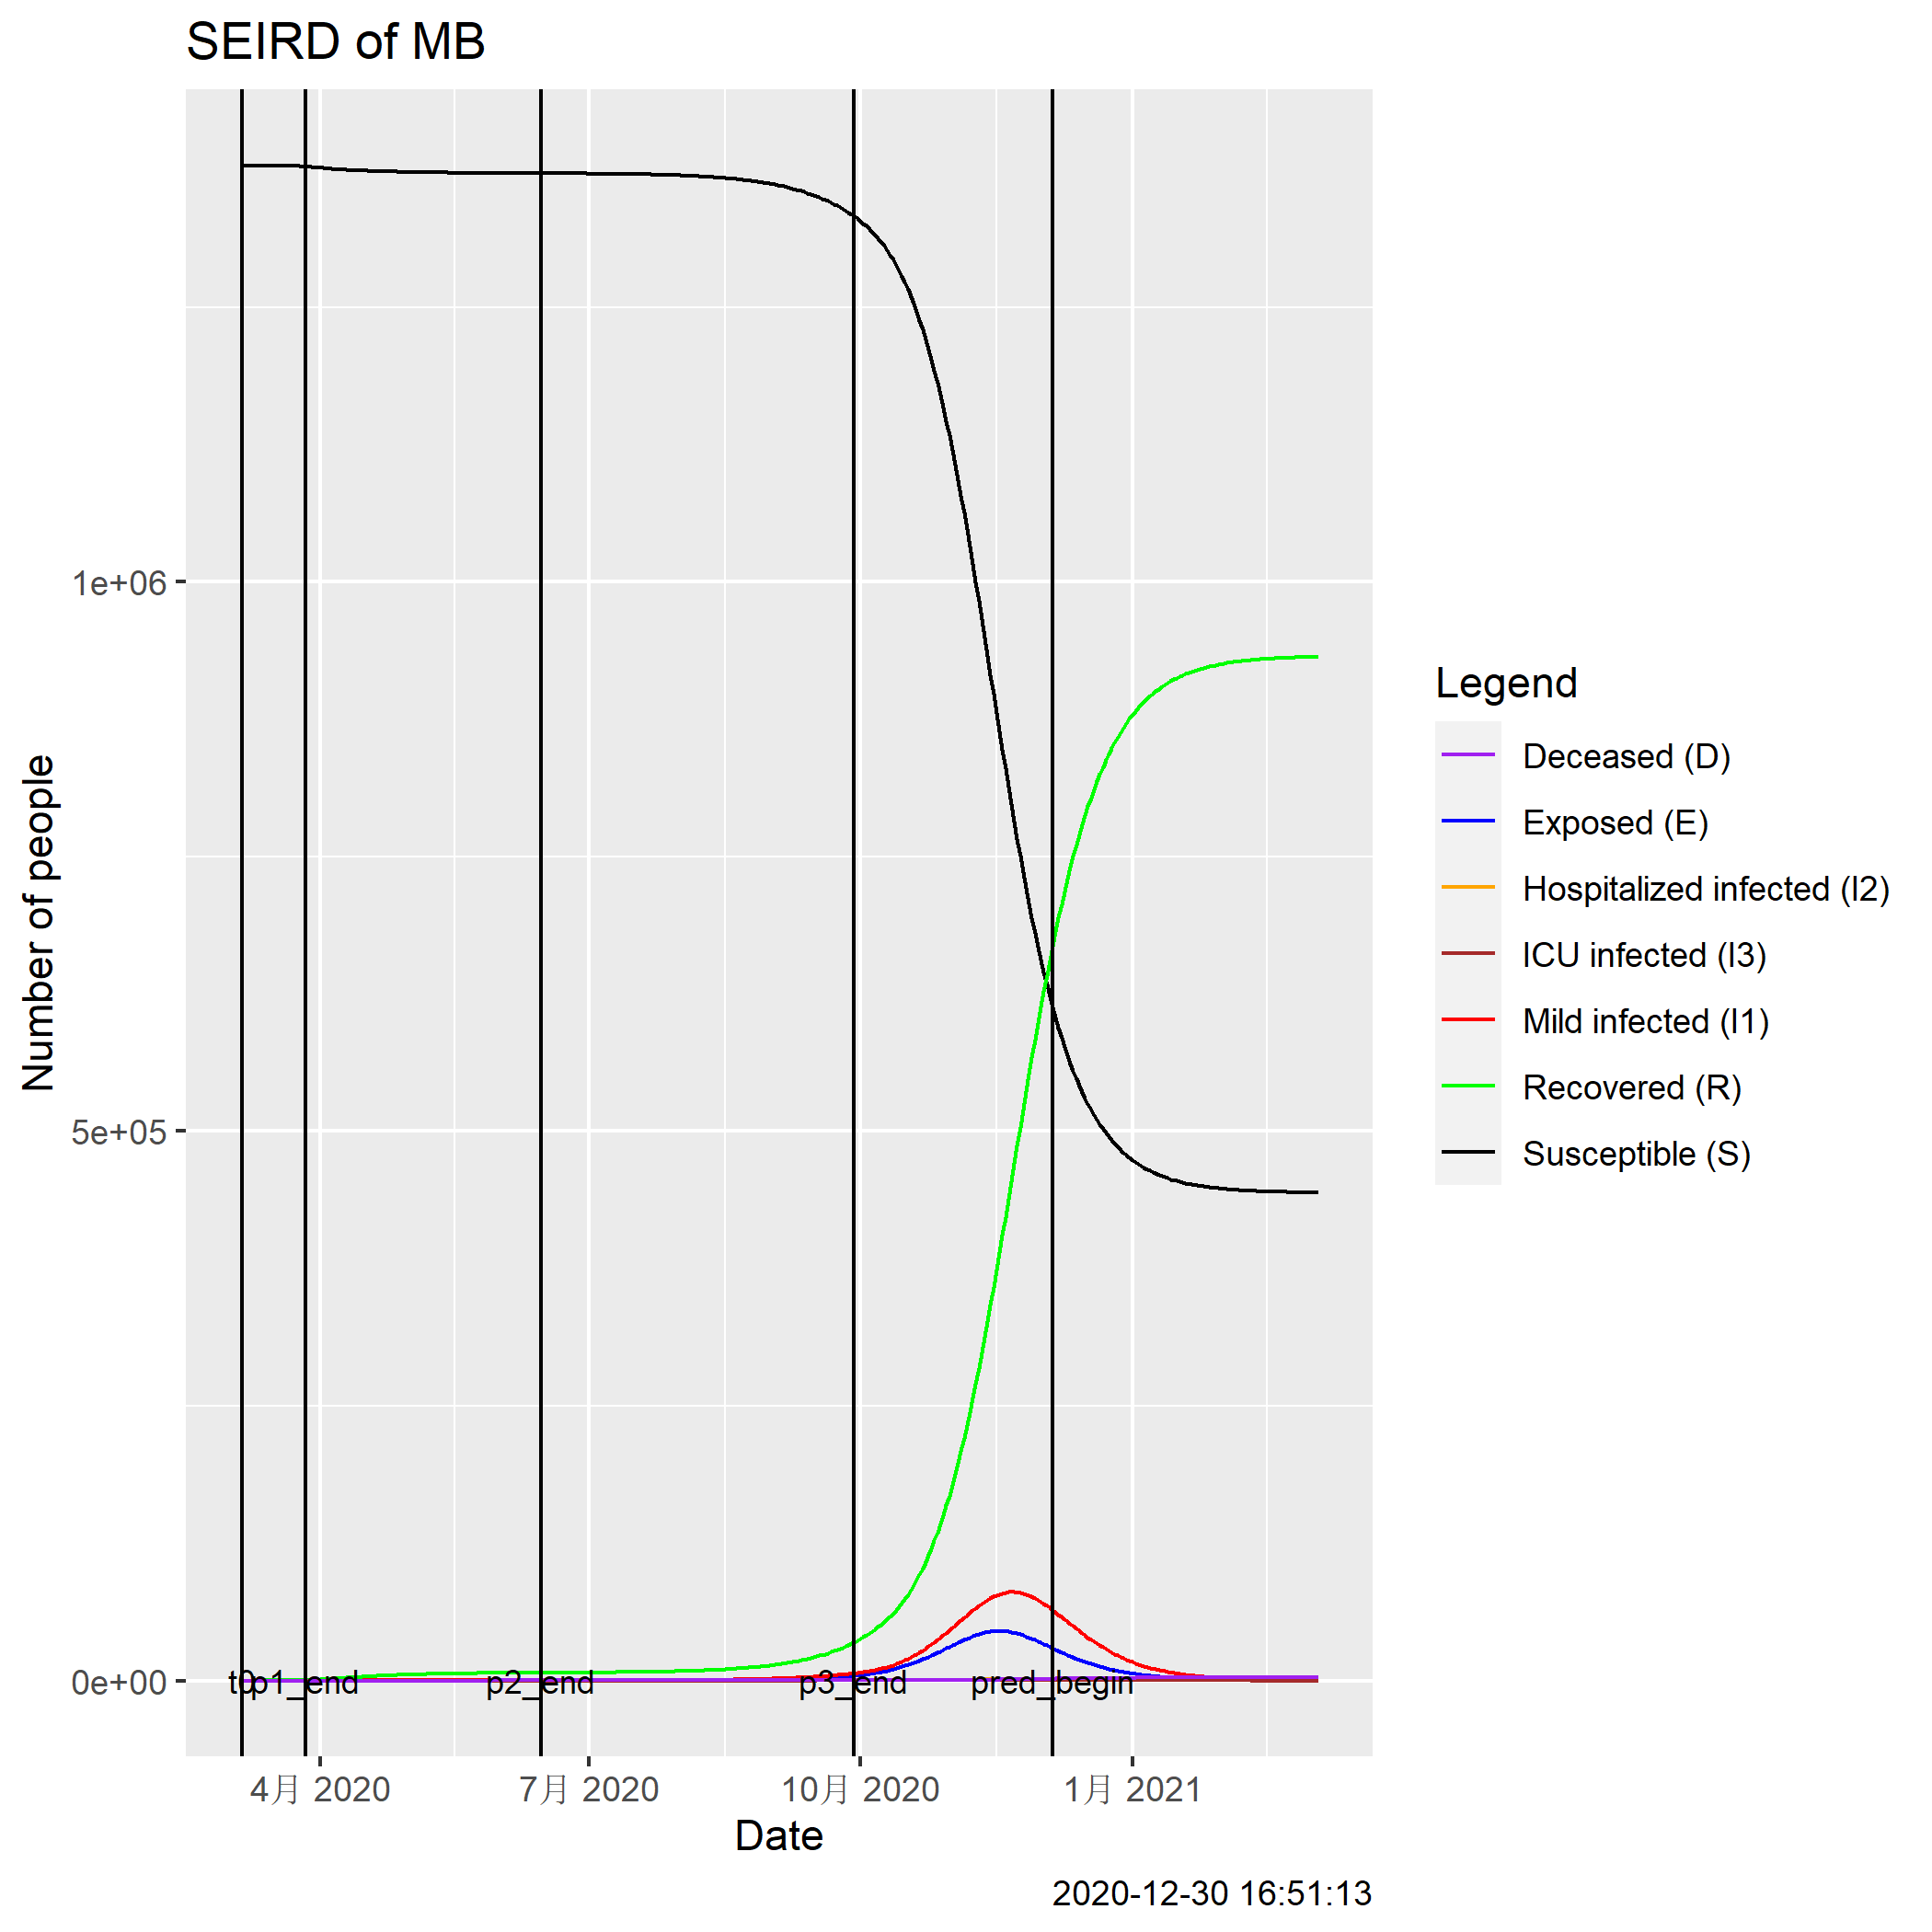 SEIRD of MB
Number of people
1e+06
5e+05
0e+00
t0
p1_end
p2_end
p3_end
pred_begin
4月 2020
7月 2020
10月 2020
1月 2021
Date
Legend
Deceased (D)
Exposed (E)
Hospitalized infected (I2)
ICU infected (I3)
Mild infected (I1)
Recovered (R)
Susceptible (S)
2020-12-30 16:51:13